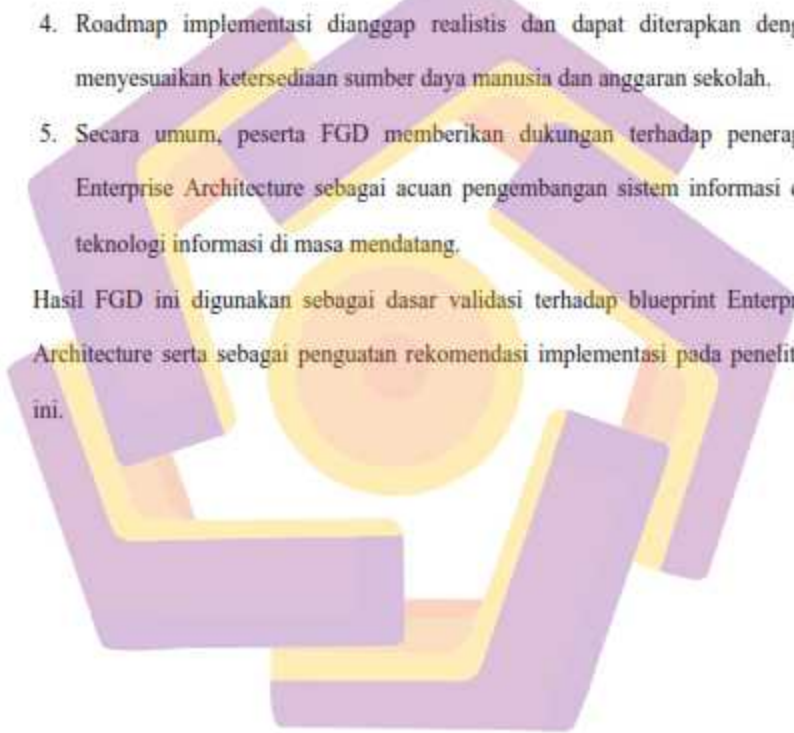 4. Roadmap implementasi dianggap realistis dan dapat diterapkan deng
menyesuaikan ketersediaan sumber daya manusia dan anggaran sekolah.
5. Secara umum, peserta FGD memberikan dukungan terhadap penerap
Enterprise Architecture sebagai acuan pengembangan sistem informasi d
teknologi informasi di masa mendatang.
Hasil FGD ini digunakan sebagai dasar validasi terhadap blueprint Enterpr
Architecture serta sebagai penguatan rekomendasi implementasi pada penelit
ini.